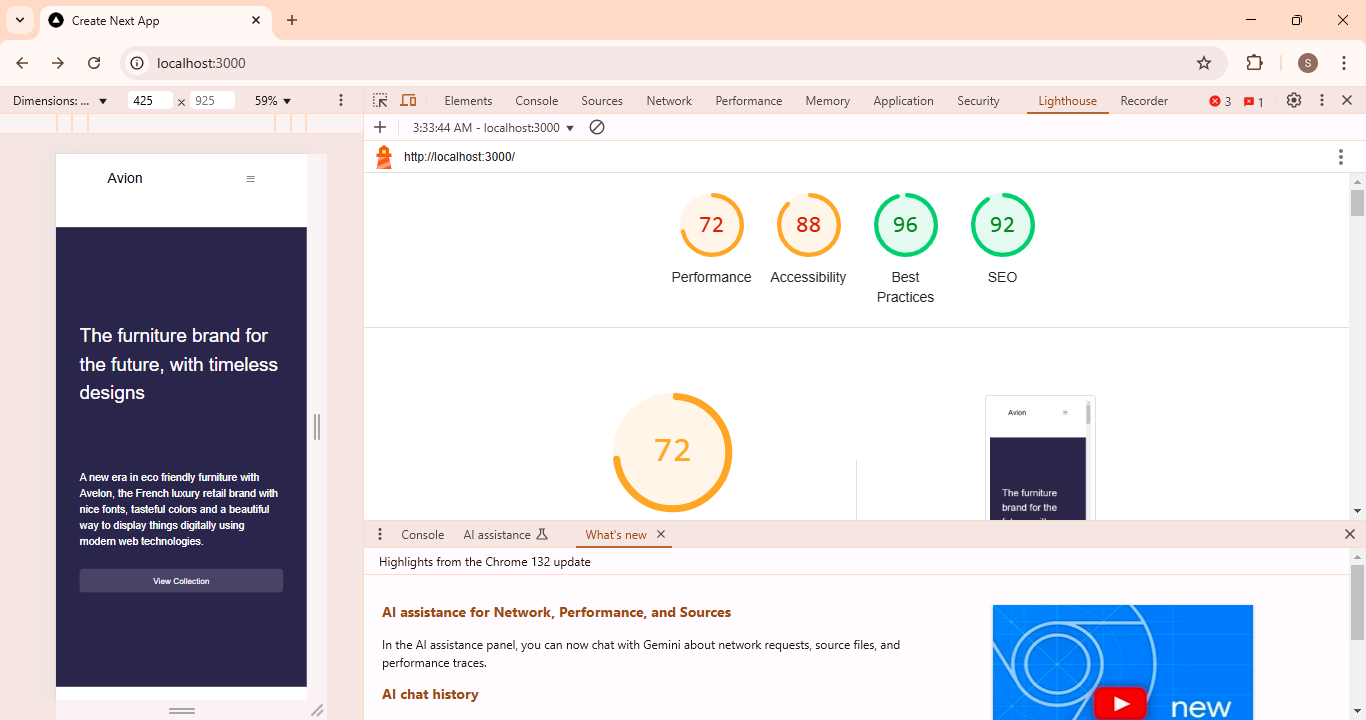 Create Next App
localhost:3000
Dimensions: ...
425 × 925
59%
Elements Console Sources Network Performance Memory Application Security Lighthouse Recorder 3 1
3:33:44 AM - localhost:3000
http://localhost:3000/
S
Avion
The furniture brand for
the future, with timeless
designs
A new era in eco friendly furniture with
Avelon, the French luxury retail brand with
nice fonts, tasteful colors and a beautiful
way to display things digitally using
modern web technologies.
View Collection
72 88 96 92
Performance Accessibility Best
Practices
SEO
72
Avion
The furniture
brand for the
Console AI assistance What's new
Highlights from the Chrome 132 update
AI assistance for Network, Performance, and Sources
In the AI assistance panel, you can now chat with Gemini about network requests, source files, and
performance traces.
AI chat history
new